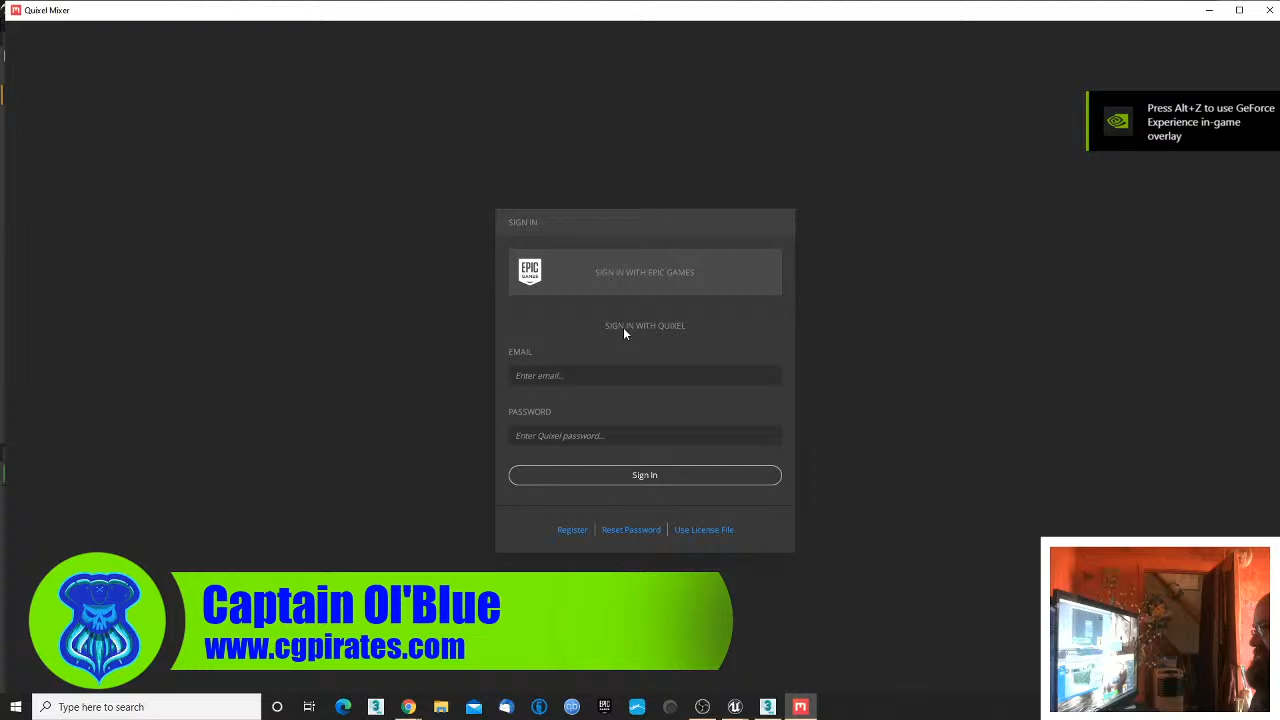 Quixel Mixer
Press Alt+Z to use GeForce
Experience in-game
overlay
SIGN IN
EPIC
GAMES
SIGN IN WITH EPIC GAMES
SIGN IN WITH QUIXEL
EMAIL
Enter email...
PASSWORD
Enter Quixel password...
Sign In
Register
Reset Password
Use License File
Captain Ol'Blue
www.cgpirates.com
Type here to search